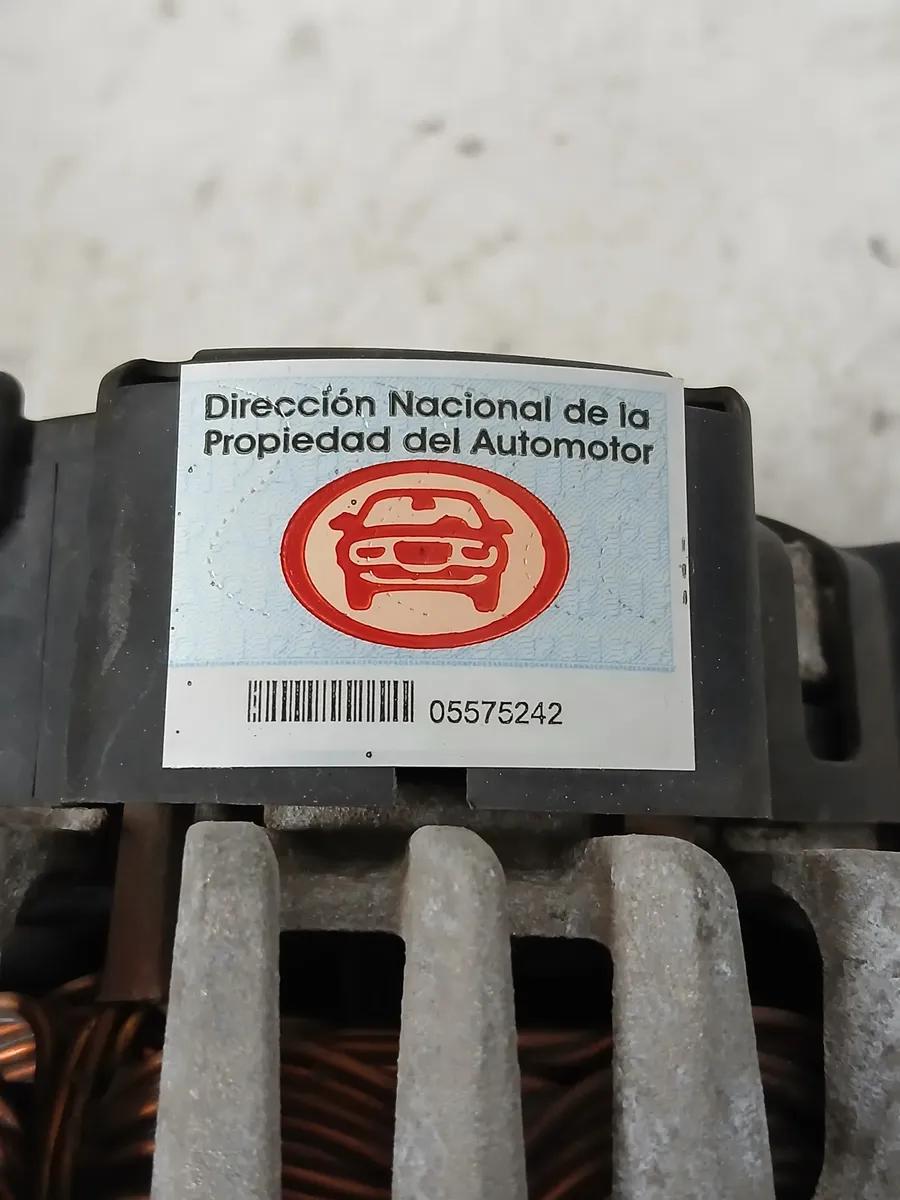 Dirección Nacional de la
Propiedad del Automotor
05575242